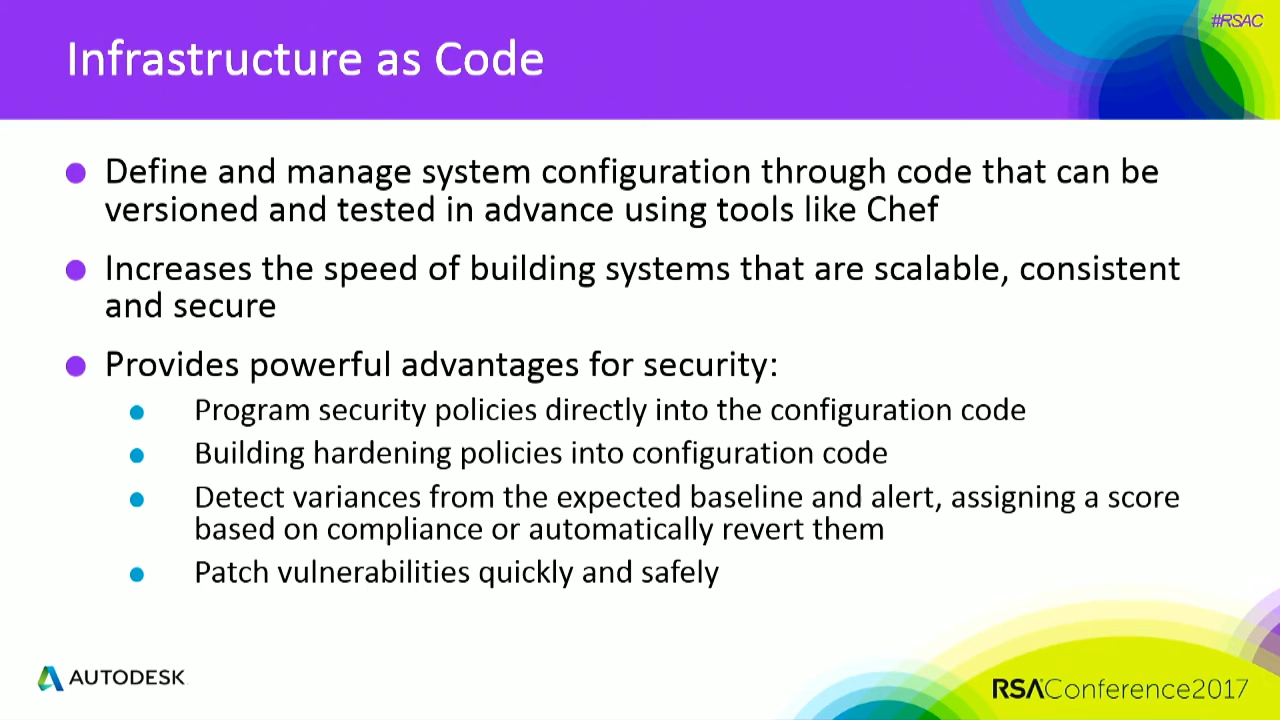 #RSAC
Infrastructure as Code
Define and manage system configuration through code that can be
versioned and tested in advance using tools like Chef
Increases the speed of building systems that are scalable, consistent
and secure
Provides powerful advantages for security:
Program security policies directly into the configuration code
Building hardening policies into configuration code
Detect variances from the expected baseline and alert, assigning a score
based on compliance or automatically revert them
Patch vulnerabilities quickly and safely
AUTODESK
RSAConference2017